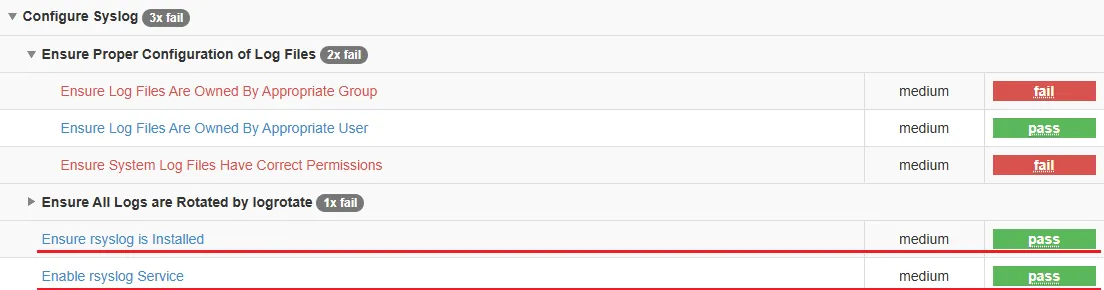 Configure Syslog 3x fail
Ensure Proper Configuration of Log Files 2x fail
Ensure Log Files Are Owned By Appropriate Group medium fail
Ensure Log Files Are Owned By Appropriate User medium pass
Ensure System Log Files Have Correct Permissions medium fail
Ensure All Logs are Rotated by logrotate 1x fail
Ensure rsyslog is Installed medium pass
Enable rsyslog Service medium pass